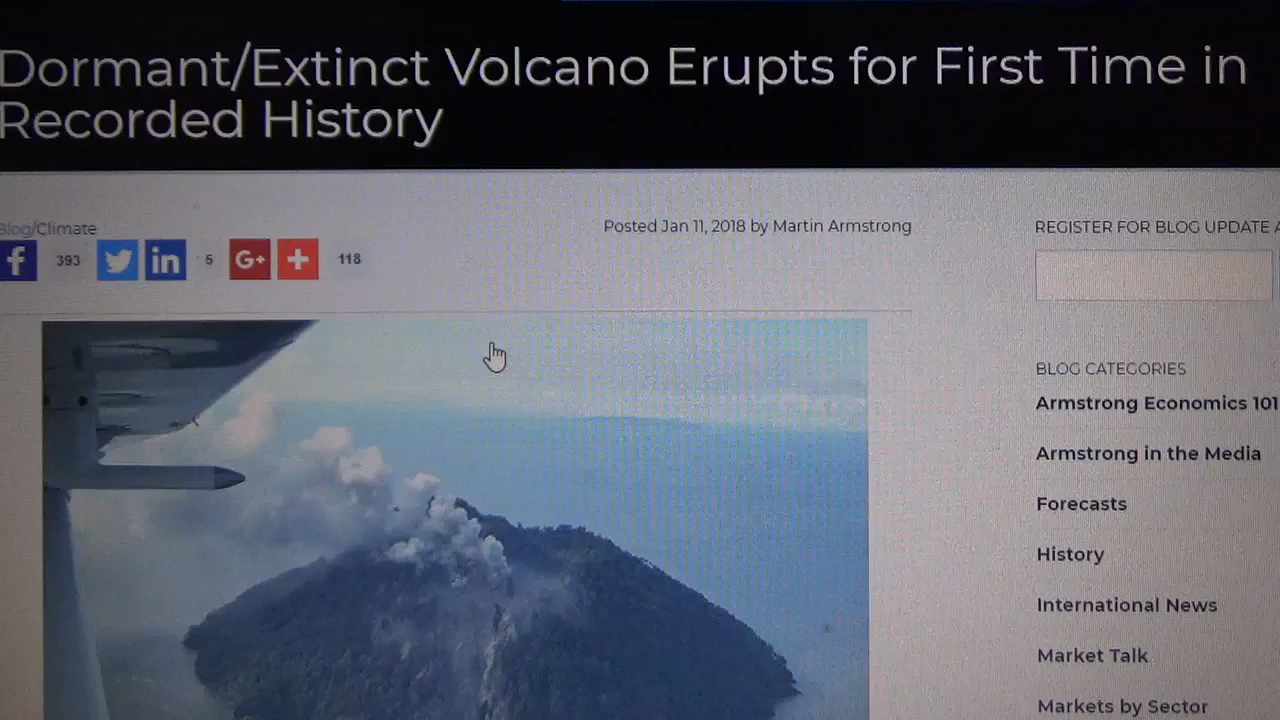 Dormant/Extinct Volcano Erupts for First Time in
Recorded History
Blog/Climate
Posted Jan 11, 2018 by Martin Armstrong
REGISTER FOR BLOG UPDATE A
f 393
in 5
G+
+ 118
BLOG CATEGORIES
Armstrong Economics 101
Armstrong in the Media
Forecasts
History
International News
Market Talk
Markets by Sector